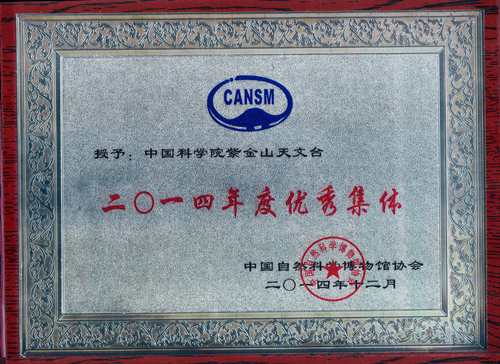 CANSM
授予：中国科学院紫金山天文台
二〇一四年度优秀集体
中国自然科学博物馆协会
二〇一四年十二月